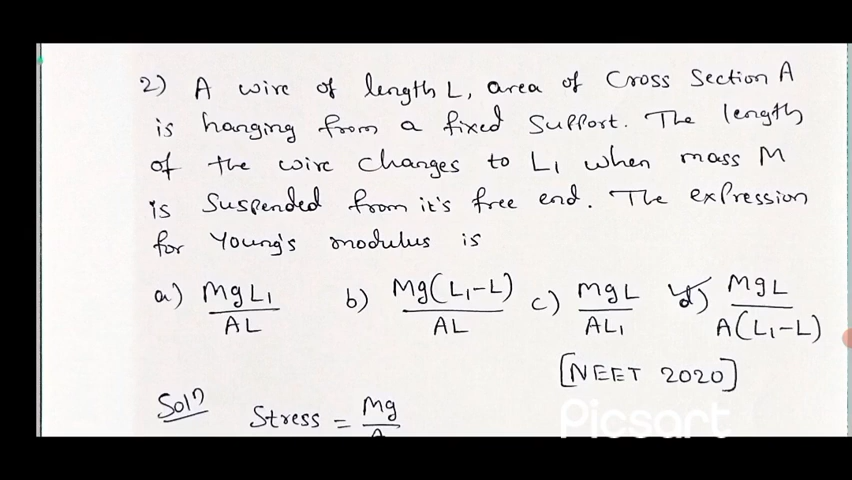 2) A wire of length L, area of Cross Section A
is hanging from a fixed Support. The length
of the wire changes to L₁ when mass M
is Suspended from it's free end. The expression
for Young's modulus is
a) MgL₁/AL b) Mg(L₁-L)/AL c) MgL/AL₁ d) MgL/A(L₁-L)
[NEET 2020]
Solⁿ Stress = Mg/A
Picsart